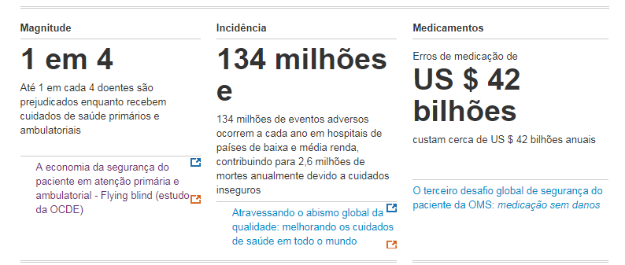 Magnitude
1 em 4
Até 1 em cada 4 doentes são
prejudicados enquanto recebem
cuidados de saúde primários e
ambulatoriais
A economia da segurança do
paciente em atenção primária e
ambulatorial - Flying blind (estudo
da OCDE)
Incidência
134 milhões
e
134 milhões de eventos adversos
ocorrem a cada ano em hospitais de
países de baixa e média renda,
contribuindo para 2,6 milhões de
mortes anualmente devido a cuidados
inseguros
Atravessando o abismo global da
qualidade: melhorando os cuidados
de saúde em todo o mundo
Medicamentos
Erros de medicação de
US $ 42
bilhões
custam cerca de US $ 42 bilhões anuais
O terceiro desafio global de segurança do
paciente da OMS: medicação sem danos